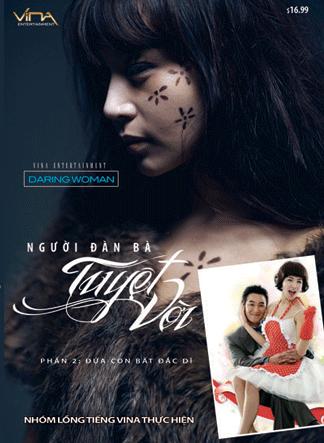 VINA
ENTERTAINMENT
$16.99
VINA ENTERTAINMENT
DARING WOMAN
NGƯỜI ĐÀN BÀ
Tuyệt
Vời
PHẦN 2: ĐỨA CON BẤT ĐẮC DĨ
NHÓM LỒNG TIẾNG VINA THỰC HIỆN